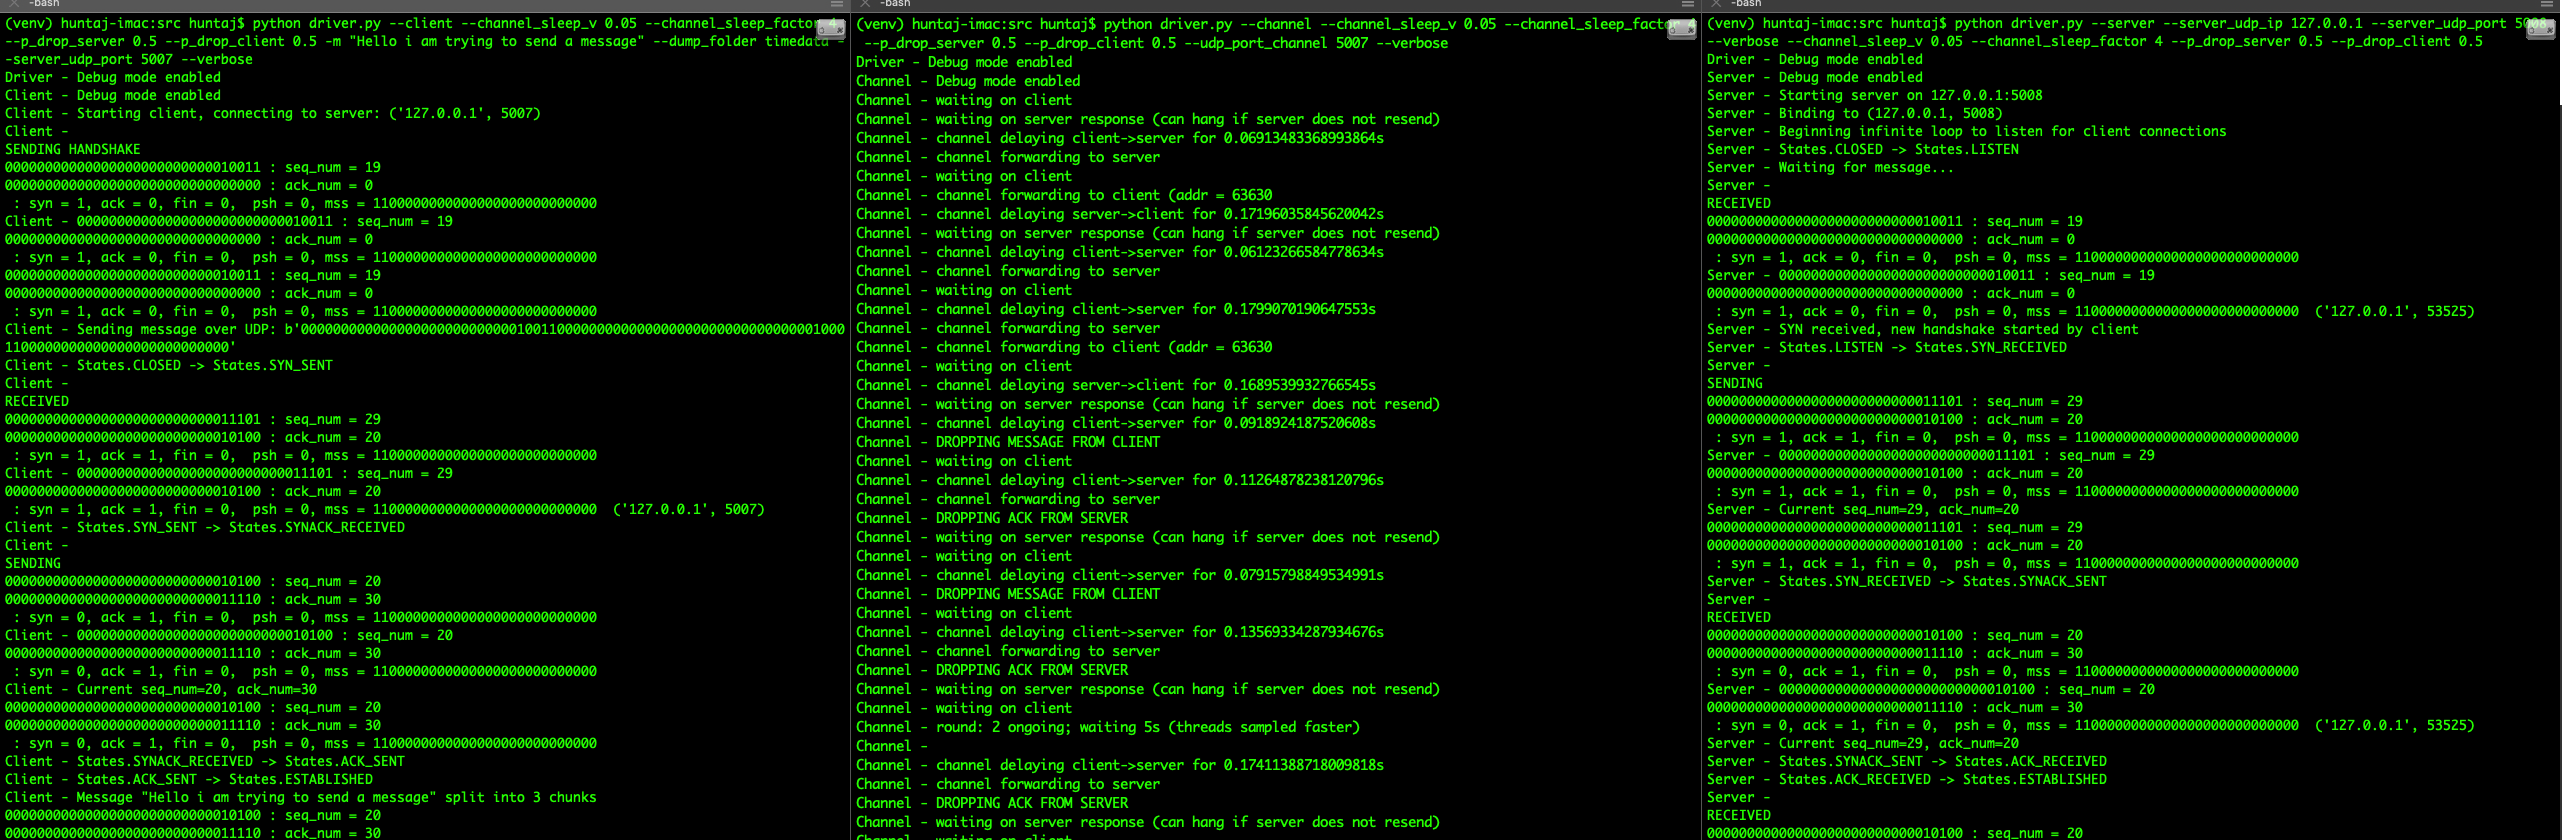 -bash
(venv) huntaj-imac:src huntaj$ python driver.py --client --channel_sleep_v 0.05 --channel_sleep_factor 4
--p_drop_server 0.5 --p_drop_client 0.5 -m "Hello i am trying to send a message" --dump_folder timedata -
-server_udp_port 5007 --verbose
Driver - Debug mode enabled
Client - Debug mode enabled
Client - Starting client, connecting to server: ('127.0.0.1', 5007)
Client -
SENDING HANDSHAKE
00000000000000000000000000010011 : seq_num = 19
00000000000000000000000000000000 : ack_num = 0
 : syn = 1, ack = 0, fin = 0,  psh = 0, mss = 1100000000000000000000000000
Client - 00000000000000000000000000010011 : seq_num = 19
00000000000000000000000000000000 : ack_num = 0
 : syn = 1, ack = 0, fin = 0,  psh = 0, mss = 1100000000000000000000000000
00000000000000000000000000010011 : seq_num = 19
00000000000000000000000000000000 : ack_num = 0
 : syn = 1, ack = 0, fin = 0,  psh = 0, mss = 1100000000000000000000000000
Client - Sending message over UDP: b'00000000000000000000000000010011000000000000000000000000000000001000
1100000000000000000000000000'
Client - States.CLOSED -> States.SYN_SENT
Client -
RECEIVED
00000000000000000000000000011101 : seq_num = 29
00000000000000000000000000010100 : ack_num = 20
 : syn = 1, ack = 1, fin = 0,  psh = 0, mss = 1100000000000000000000000000
Client - 00000000000000000000000000011101 : seq_num = 29
00000000000000000000000000010100 : ack_num = 20
 : syn = 1, ack = 1, fin = 0,  psh = 0, mss = 1100000000000000000000000000  ('127.0.0.1', 5007)
Client - States.SYN_SENT -> States.SYNACK_RECEIVED
Client -
SENDING
00000000000000000000000000010100 : seq_num = 20
00000000000000000000000000011110 : ack_num = 30
 : syn = 0, ack = 1, fin = 0,  psh = 0, mss = 1100000000000000000000000000
Client - 00000000000000000000000000010100 : seq_num = 20
00000000000000000000000000011110 : ack_num = 30
 : syn = 0, ack = 1, fin = 0,  psh = 0, mss = 1100000000000000000000000000
Client - Current seq_num=20, ack_num=30
00000000000000000000000000010100 : seq_num = 20
00000000000000000000000000011110 : ack_num = 30
 : syn = 0, ack = 1, fin = 0,  psh = 0, mss = 1100000000000000000000000000
Client - States.SYNACK_RECEIVED -> States.ACK_SENT
Client - States.ACK_SENT -> States.ESTABLISHED
Client - Message "Hello i am trying to send a message" split into 3 chunks
00000000000000000000000000010100 : seq_num = 20
00000000000000000000000000011110 : ack_num = 30
-bash
(venv) huntaj-imac:src huntaj$ python driver.py --channel --channel_sleep_v 0.05 --channel_sleep_factor 4
 --p_drop_server 0.5 --p_drop_client 0.5 --udp_port_channel 5007 --verbose
Driver - Debug mode enabled
Channel - Debug mode enabled
Channel - waiting on client
Channel - waiting on server response (can hang if server does not resend)
Channel - channel delaying client->server for 0.06913483368993864s
Channel - channel forwarding to server
Channel - waiting on client
Channel - channel forwarding to client (addr = 63630
Channel - channel delaying server->client for 0.17196035845620042s
Channel - waiting on server response (can hang if server does not resend)
Channel - channel delaying client->server for 0.06123266584778634s
Channel - channel forwarding to server
Channel - waiting on client
Channel - channel delaying client->server for 0.1799070190647553s
Channel - channel forwarding to server
Channel - channel forwarding to client (addr = 63630
Channel - waiting on client
Channel - channel delaying server->client for 0.1689539932766545s
Channel - waiting on server response (can hang if server does not resend)
Channel - channel delaying client->server for 0.0918924187520608s
Channel - DROPPING MESSAGE FROM CLIENT
Channel - waiting on client
Channel - channel delaying client->server for 0.11264878238120796s
Channel - channel forwarding to server
Channel - DROPPING ACK FROM SERVER
Channel - waiting on server response (can hang if server does not resend)
Channel - waiting on client
Channel - channel delaying client->server for 0.07915798849534991s
Channel - DROPPING MESSAGE FROM CLIENT
Channel - waiting on client
Channel - channel delaying client->server for 0.13569334287934676s
Channel - channel forwarding to server
Channel - DROPPING ACK FROM SERVER
Channel - waiting on server response (can hang if server does not resend)
Channel - waiting on client
Channel - round: 2 ongoing; waiting 5s (threads sampled faster)
Channel -
Channel - channel delaying client->server for 0.17411388718009818s
Channel - channel forwarding to server
Channel - DROPPING ACK FROM SERVER
Channel - waiting on server response (can hang if server does not resend)
Channel - waiting on client
-bash
(venv) huntaj-imac:src huntaj$ python driver.py --server --server_udp_ip 127.0.0.1 --server_udp_port 5008
--verbose --channel_sleep_v 0.05 --channel_sleep_factor 4 --p_drop_server 0.5 --p_drop_client 0.5
Driver - Debug mode enabled
Server - Debug mode enabled
Server - Starting server on 127.0.0.1:5008
Server - Binding to (127.0.0.1, 5008)
Server - Beginning infinite loop to listen for client connections
Server - States.CLOSED -> States.LISTEN
Server - Waiting for message...
Server -
RECEIVED
00000000000000000000000000010011 : seq_num = 19
00000000000000000000000000000000 : ack_num = 0
 : syn = 1, ack = 0, fin = 0,  psh = 0, mss = 1100000000000000000000000000
Server - 00000000000000000000000000010011 : seq_num = 19
00000000000000000000000000000000 : ack_num = 0
 : syn = 1, ack = 0, fin = 0,  psh = 0, mss = 1100000000000000000000000000  ('127.0.0.1', 53525)
Server - SYN received, new handshake started by client
Server - States.LISTEN -> States.SYN_RECEIVED
Server -
SENDING
00000000000000000000000000011101 : seq_num = 29
00000000000000000000000000010100 : ack_num = 20
 : syn = 1, ack = 1, fin = 0,  psh = 0, mss = 1100000000000000000000000000
Server - 00000000000000000000000000011101 : seq_num = 29
00000000000000000000000000010100 : ack_num = 20
 : syn = 1, ack = 1, fin = 0,  psh = 0, mss = 1100000000000000000000000000
Server - Current seq_num=29, ack_num=20
00000000000000000000000000011101 : seq_num = 29
00000000000000000000000000010100 : ack_num = 20
 : syn = 1, ack = 1, fin = 0,  psh = 0, mss = 1100000000000000000000000000
Server - States.SYN_RECEIVED -> States.SYNACK_SENT
Server -
RECEIVED
00000000000000000000000000010100 : seq_num = 20
00000000000000000000000000011110 : ack_num = 30
 : syn = 0, ack = 1, fin = 0,  psh = 0, mss = 1100000000000000000000000000
Server - 00000000000000000000000000010100 : seq_num = 20
00000000000000000000000000011110 : ack_num = 30
 : syn = 0, ack = 1, fin = 0,  psh = 0, mss = 1100000000000000000000000000  ('127.0.0.1', 53525)
Server - Current seq_num=29, ack_num=20
Server - States.SYNACK_SENT -> States.ACK_RECEIVED
Server - States.ACK_RECEIVED -> States.ESTABLISHED
Server -
RECEIVED
00000000000000000000000000010100 : seq_num = 20